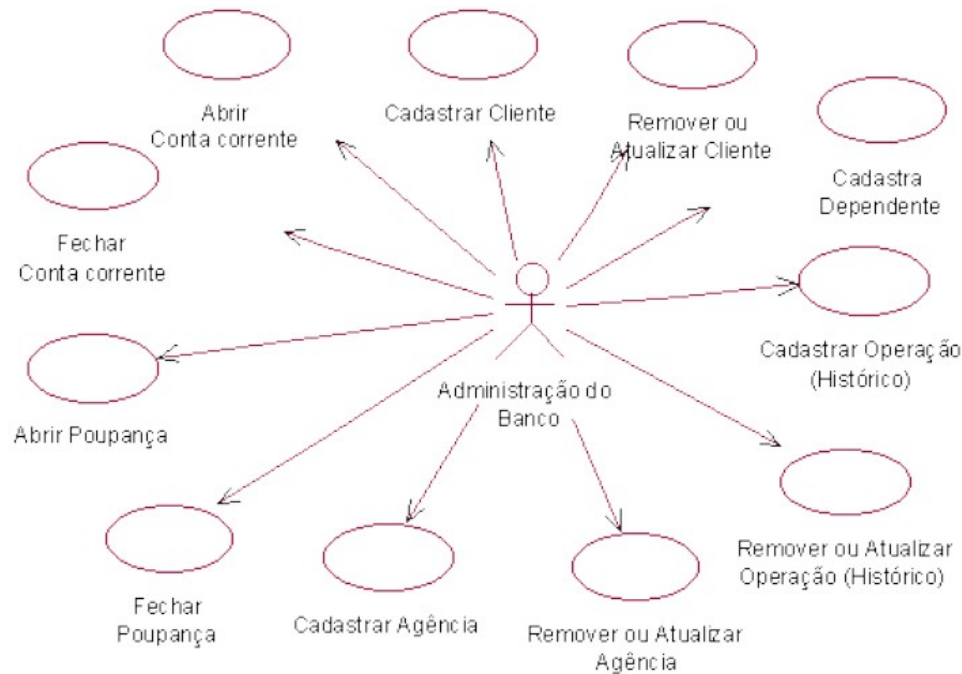 Abrir
Conta corrente
Cadastrar Cliente
Remover ou
Atualizar Cliente
Cadastra
Dependente
Fechar
Conta corrente
Cadastrar Operação
(Histórico)
Administração do
Banco
Abrir Poupança
Remover ou Atualizar
Operação (Histórico)
Fechar
Poupança
Cadastrar Agência
Remover ou Atualizar
Agência